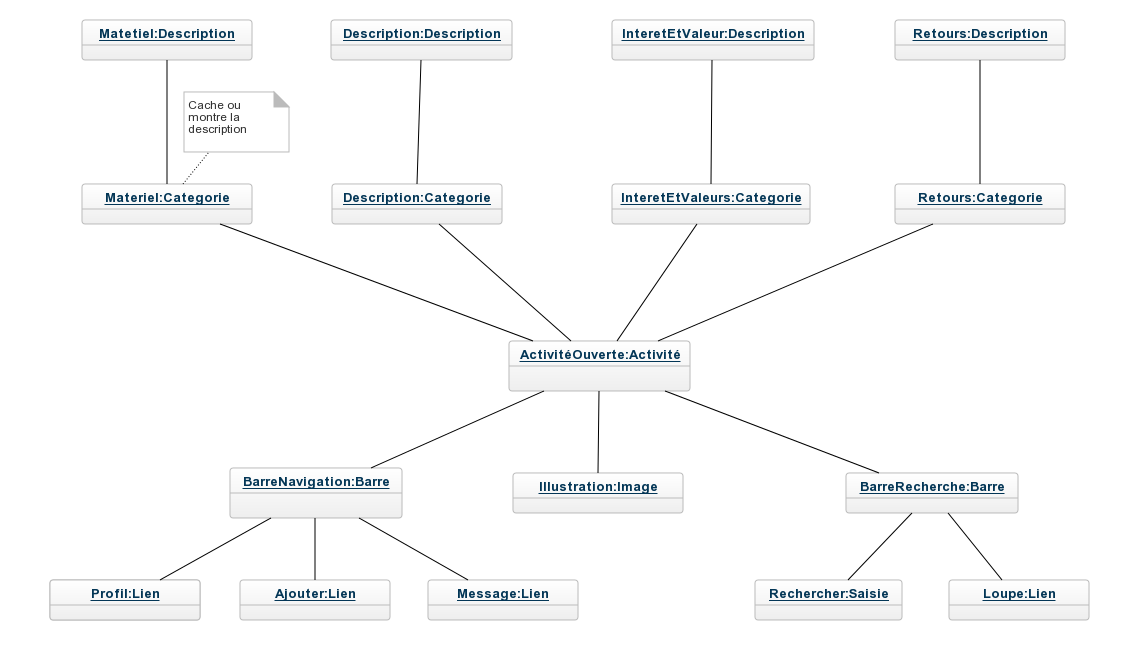 Matetiel:Description
Description:Description
InteretEtValeur:Description
Retours:Description
Cache ou
montre la
description
Materiel:Categorie
Description:Categorie
InteretEtValeurs:Categorie
Retours:Categorie
ActivitéOuverte:Activité
BarreNavigation:Barre
Illustration:Image
BarreRecherche:Barre
Profil:Lien
Ajouter:Lien
Message:Lien
Rechercher:Saisie
Loupe:Lien